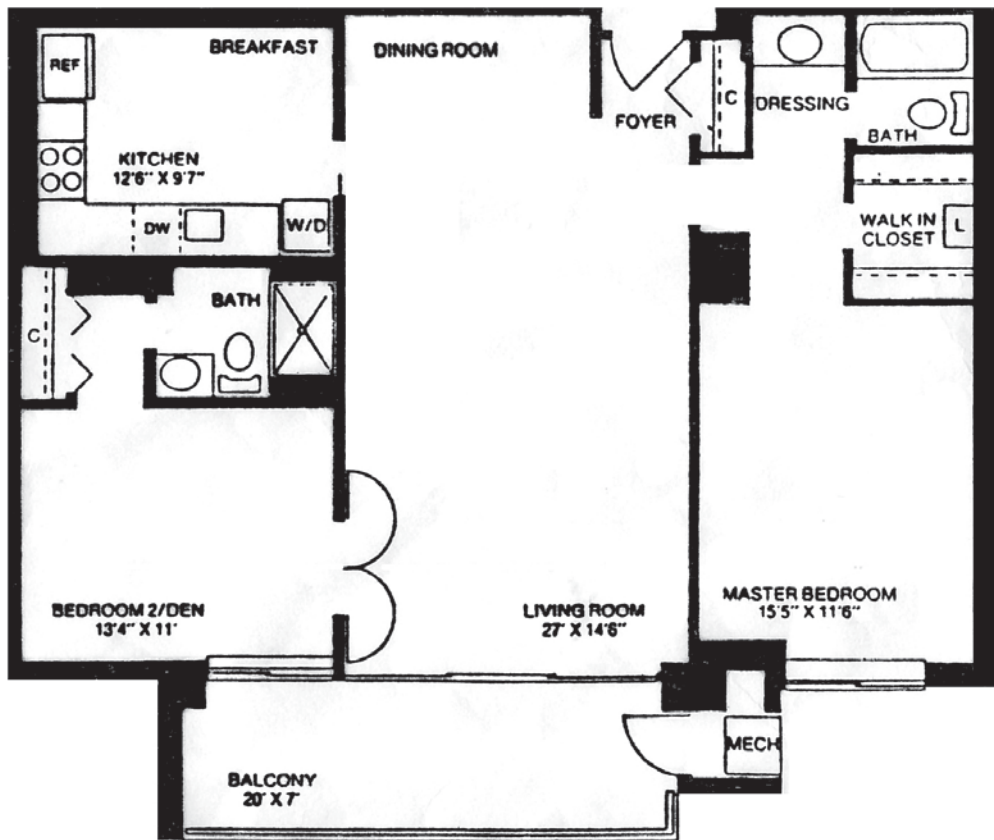 REF
BREAKFAST
DINING ROOM
C
DRESSING
FOYER
BATH
KITCHEN
12'6" X 9'7"
DW
W/D
WALK IN
CLOSET
L
BATH
C
BEDROOM 2/DEN
13'4" X 11'
LIVING ROOM
27' X 14'6"
MASTER BEDROOM
15'5" X 11'6"
MECH
BALCONY
20' X 7'